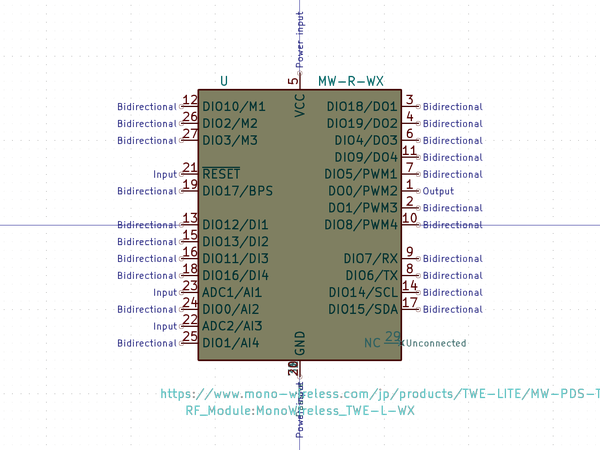 Power input
U MW-R-WX
5
VCC
Bidirectional 12 DIO10/M1 DIO18/DO1 3 Bidirectional
Bidirectional 26 DIO2/M2 DIO19/DO2 4 Bidirectional
Bidirectional 27 DIO3/M3 DIO4/DO3 6 Bidirectional
DIO9/DO4 11 Bidirectional
Input 21 RESET DIO5/PWM1 7 Bidirectional
Bidirectional 19 DIO17/BPS DO0/PWM2 1 Output
DO1/PWM3 2 Bidirectional
Bidirectional 13 DIO12/DI1 DIO8/PWM4 10 Bidirectional
Bidirectional 15 DIO13/DI2
Bidirectional 16 DIO11/DI3 DIO7/RX 9 Bidirectional
Bidirectional 18 DIO16/DI4 DIO6/TX 8 Bidirectional
Input 23 ADC1/AI1 DIO14/SCL 14 Bidirectional
Bidirectional 24 DIO0/AI2 DIO15/SDA 17 Bidirectional
Input 22 ADC2/AI3
Bidirectional 25 DIO1/AI4 NC 29 Unconnected
GND
https://www.mono-wireless.com/jp/products/TWE-LITE/MW-PDS-T
RF_Module:MonoWireless_TWE-L-WX